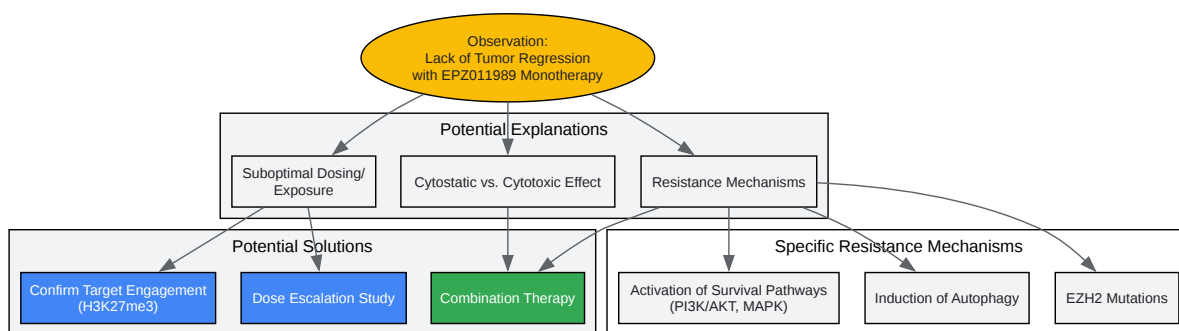 Observation:
Lack of Tumor Regression
with EPZ011989 Monotherapy
Potential Explanations
Suboptimal Dosing/
Exposure
Cytostatic vs. Cytotoxic Effect
Resistance Mechanisms
Potential Solutions
Confirm Target Engagement
(H3K27me3)
Dose Escalation Study
Combination Therapy
Specific Resistance Mechanisms
Activation of Survival Pathways
(PI3K/AKT, MAPK)
Induction of Autophagy
EZH2 Mutations